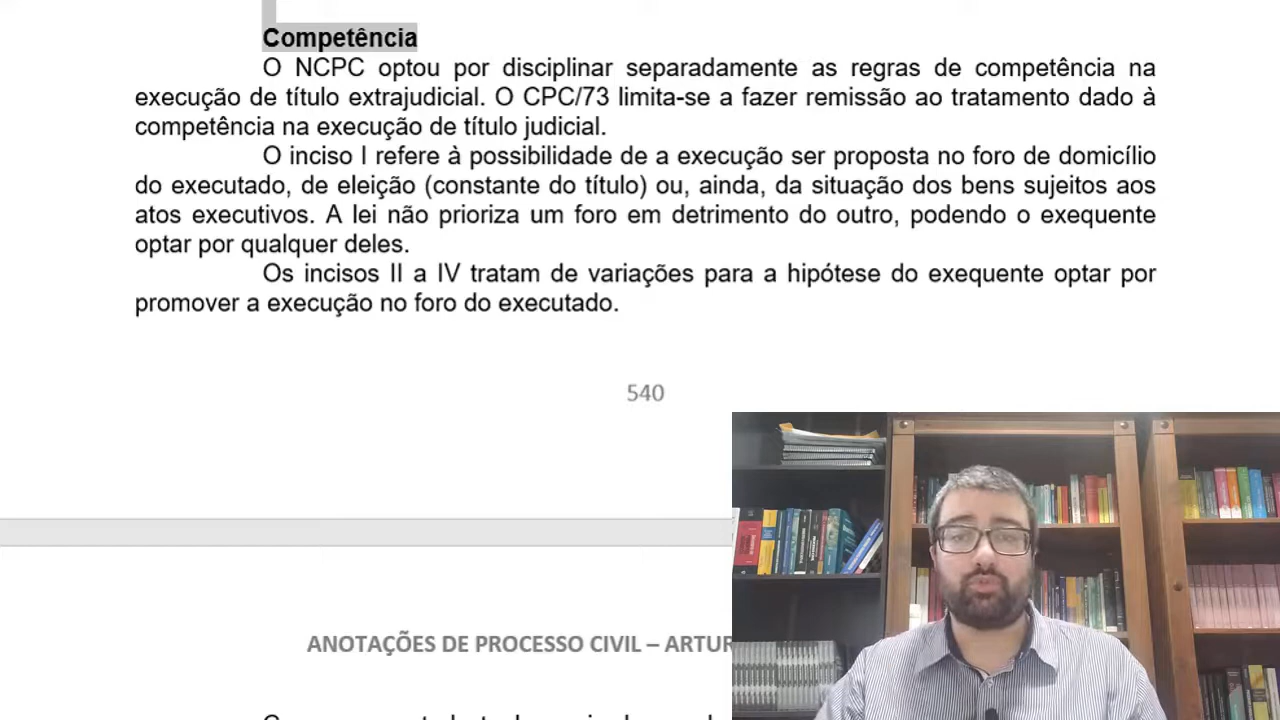 Competência
O NCPC optou por disciplinar separadamente as regras de competência na
execução de título extrajudicial. O CPC/73 limita-se a fazer remissão ao tratamento dado à
competência na execução de título judicial.
O inciso I refere à possibilidade de a execução ser proposta no foro de domicílio
do executado, de eleição (constante do título) ou, ainda, da situação dos bens sujeitos aos
atos executivos. A lei não prioriza um foro em detrimento do outro, podendo o exequente
optar por qualquer deles.
Os incisos II a IV tratam de variações para a hipótese do exequente optar por
promover a execução no foro do executado.
540
ANOTAÇÕES DE PROCESSO CIVIL – ARTUR